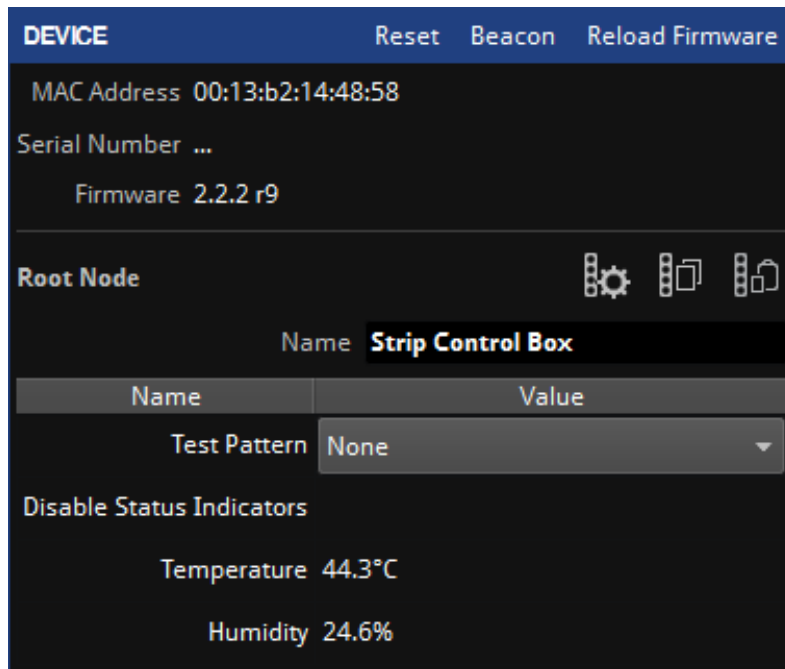 DEVICE Reset Beacon Reload Firmware
MAC Address 00:13:b2:14:48:58
Serial Number ...
Firmware 2.2.2 r9
Root Node
Name Strip Control Box
Name Value
Test Pattern None
Disable Status Indicators
Temperature 44.3°C
Humidity 24.6%